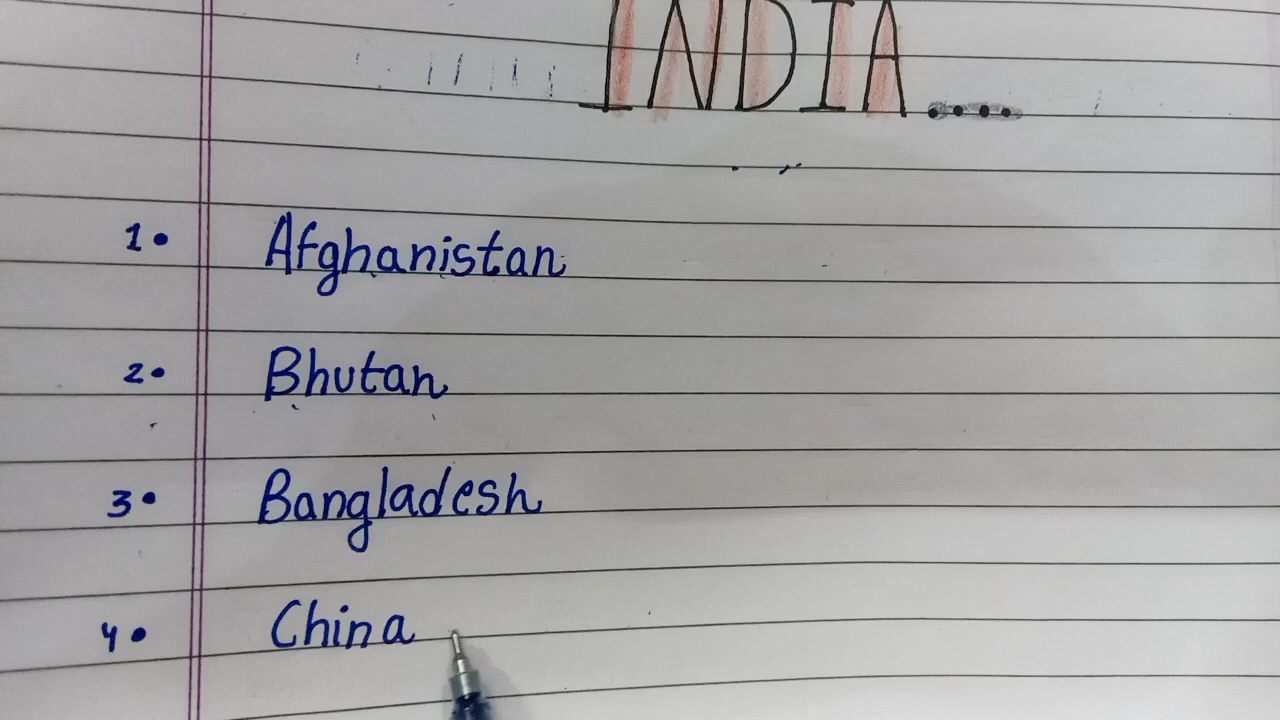 INDIA....
1. Afghanistan
2. Bhutan
3. Bangladesh
4. China